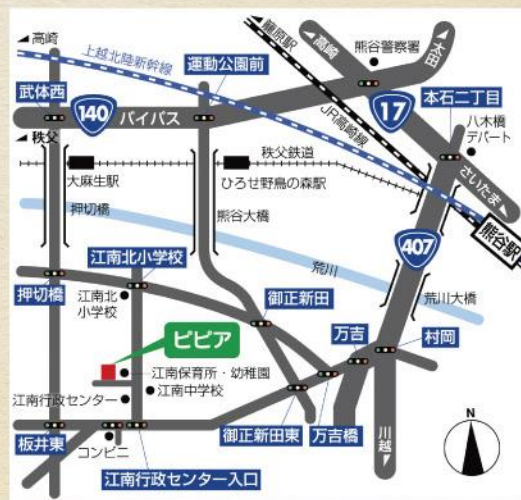 高崎
上越北陸新幹線
運動公園前
籠原駅
高崎
熊谷警察署
太田
武体西
140
バイパス
17
本石二丁目
JR高崎線
八木橋
デパート
秩父
秩父鉄道
大麻生駅
ひろせ野鳥の森駅
さいたま
熊谷駅
押切橋
熊谷大橋
407
江南北小学校
荒川
押切橋
江南北
小学校
御正新田
荒川大橋
ピピア
万吉
村岡
江南保育所・幼稚園
江南中学校
江南行政センター
板井東
コンビニ
御正新田東
万吉橋
川越
江南行政センター入口
N